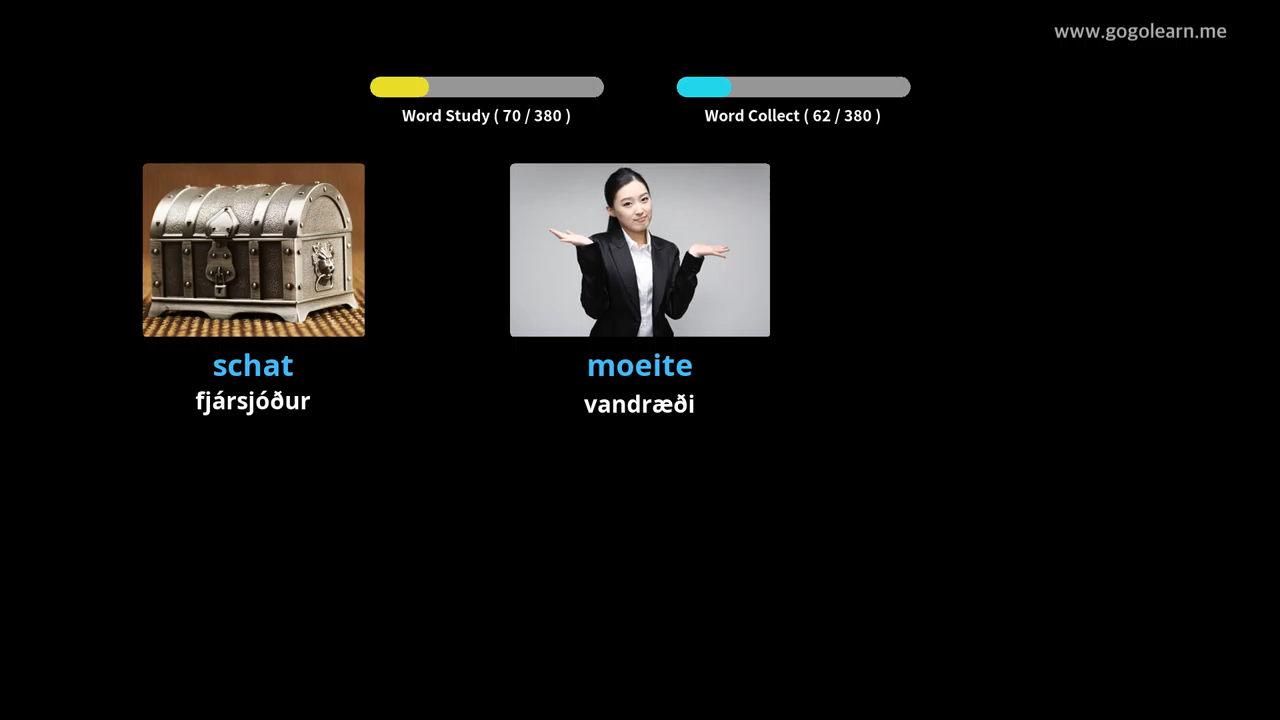 www.gogolearn.me
Word Study ( 70 / 380 )
Word Collect ( 62 / 380 )
schat
fjársjóður
moeite
vandræði